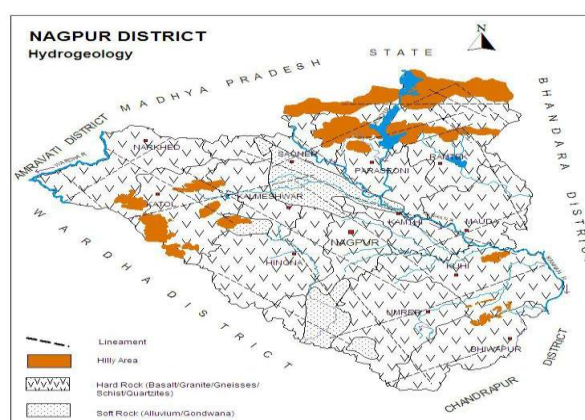 NAGPUR DISTRICT
Hydrogeology
N
MADHYA PRADESH STATE
BHANDARA DISTRICT
AMRAVATI DISTRICT
WARDHA R.
NARKHED
SAONER
PARASEONI
RAMTEK
KATOL
KALMESHWAR
KAMTHI
MAUDA
NAGPUR
HINGNA
KUHI
WARDHA DISTRICT
UMRER
BHIWAPUR
CHANDRAPUR DISTRICT
Lineament
Hilly Area
Hard Rock (Basalt/Granite/Gneisses/
Schist/Quartzites)
Soft Rock (Alluvium/Gondwana)